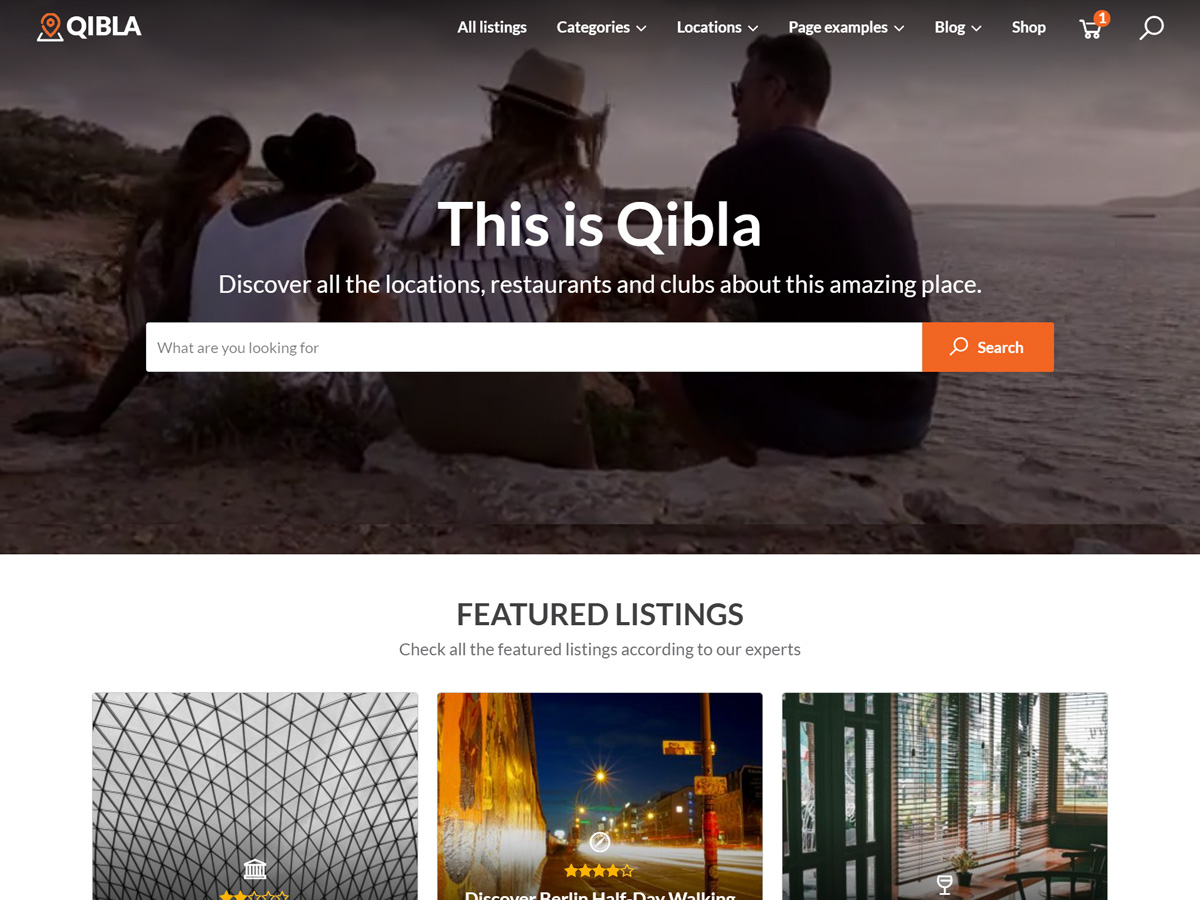 QIBLA
All listings
Categories
Locations
Page examples
Blog
Shop
1
This is Qibla
Discover all the locations, restaurants and clubs about this amazing place.
What are you looking for
Search
FEATURED LISTINGS
Check all the featured listings according to our experts
Discover Berlin Half-Day Walking